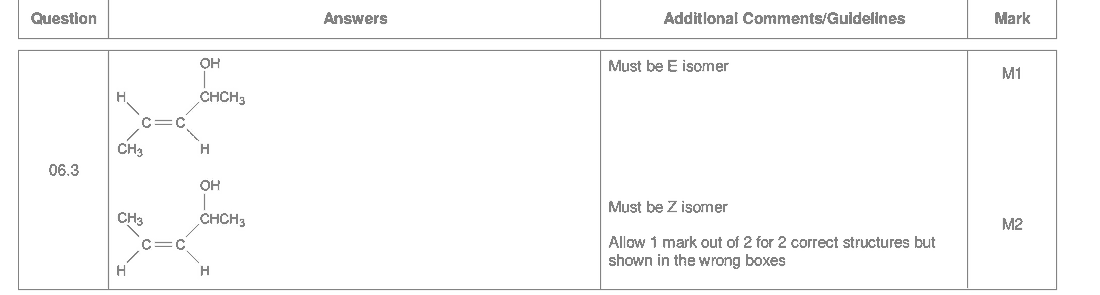 Question Answers Additional Comments/Guidelines Mark
OH
Must be E isomer
M1
H CHCH₃
C=C
CH₃ H
06.3
OH
Must be Z isomer
CH₃ CHCH₃
M2
C=C
Allow 1 mark out of 2 for 2 correct structures but
shown in the wrong boxes
H H